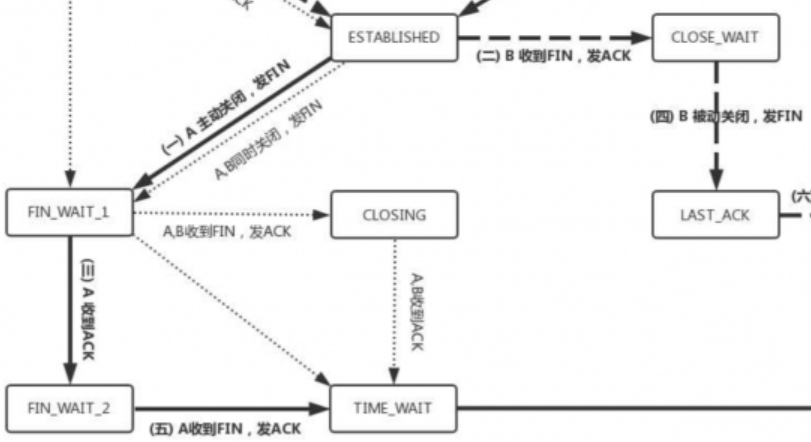 CK
ESTABLISHED
CLOSE_WAIT
(二) B 收到FIN，发ACK
(一) A 主动关闭，发FIN
A,B同时关闭，发FIN
(四) B 被动关闭，发FIN
FIN_WAIT_1
CLOSING
LAST_ACK
(六
A,B收到FIN，发ACK
(三) A 收到ACK
A,B收到ACK
FIN_WAIT_2
TIME_WAIT
(五) A收到FIN，发ACK